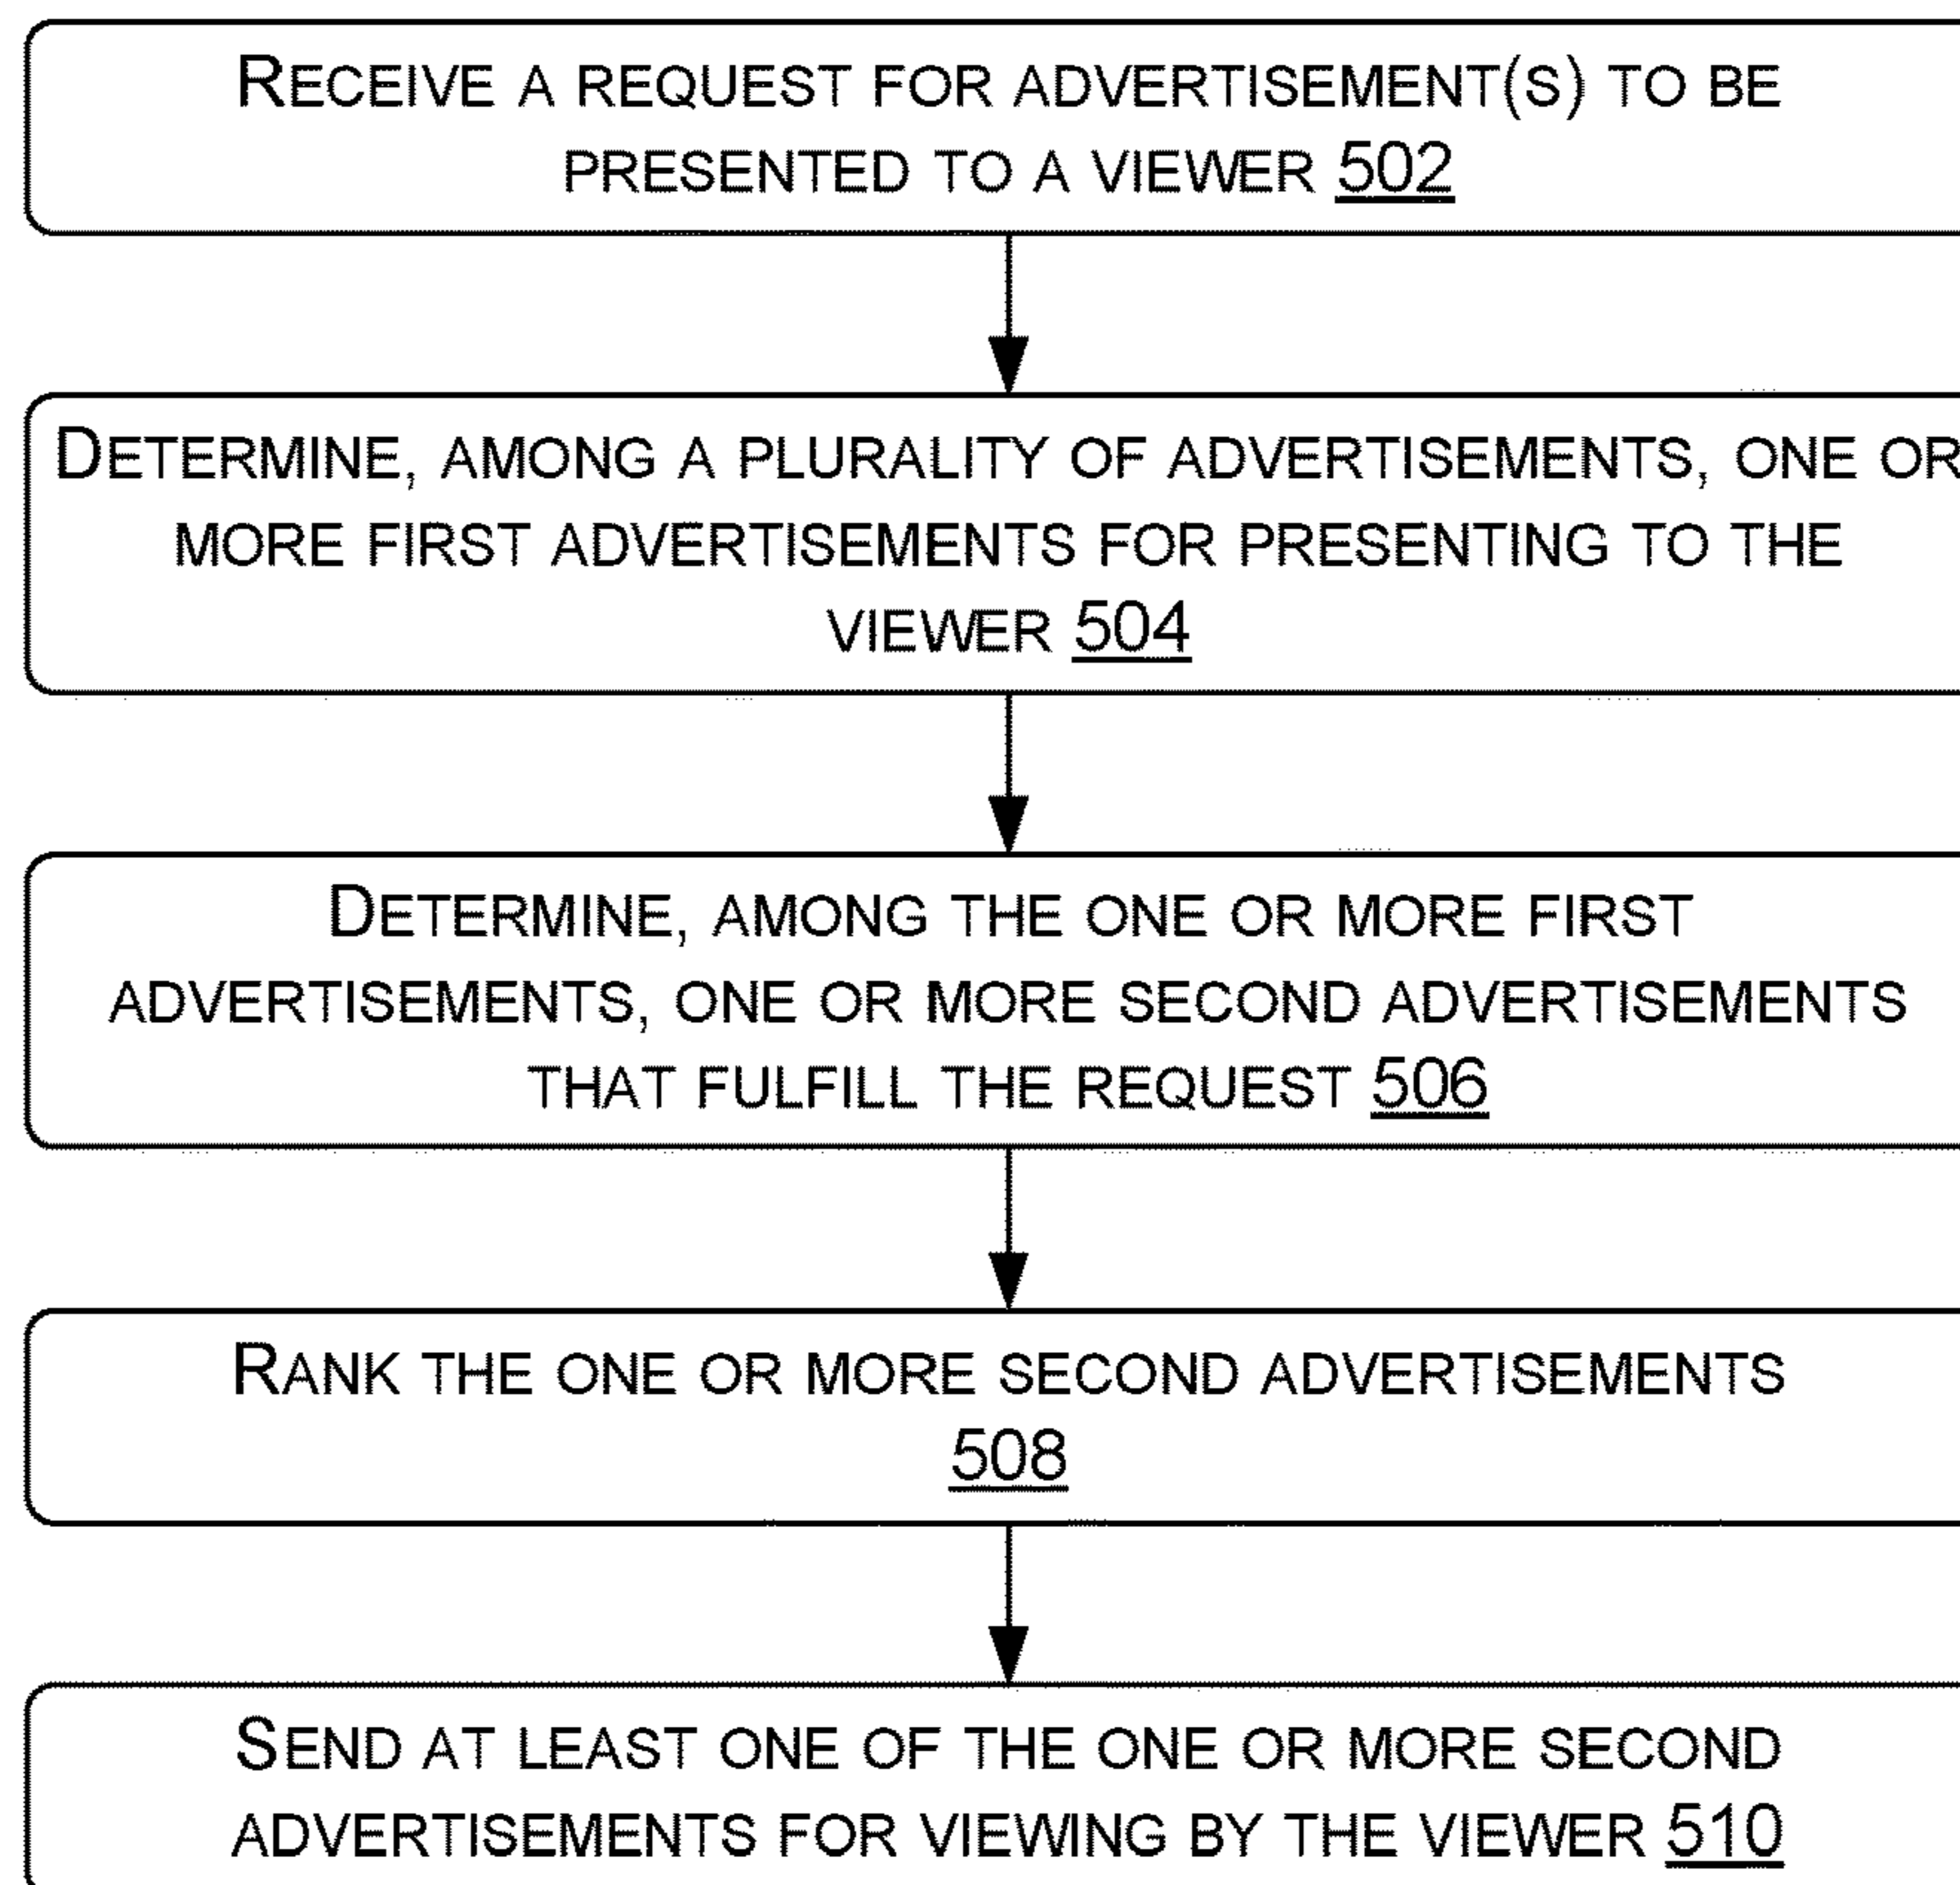 RECEIVE A REQUEST FOR ADVERTISEMENT(S) TO BE
PRESENTED TO A VIEWER 502
DETERMINE, AMONG A PLURALITY OF ADVERTISEMENTS, ONE OR
MORE FIRST ADVERTISEMENTS FOR PRESENTING TO THE
VIEWER 504
DETERMINE, AMONG THE ONE OR MORE FIRST
ADVERTISEMENTS, ONE OR MORE SECOND ADVERTISEMENTS
THAT FULFILL THE REQUEST 506
RANK THE ONE OR MORE SECOND ADVERTISEMENTS
508
SEND AT LEAST ONE OF THE ONE OR MORE SECOND
ADVERTISEMENTS FOR VIEWING BY THE VIEWER 510